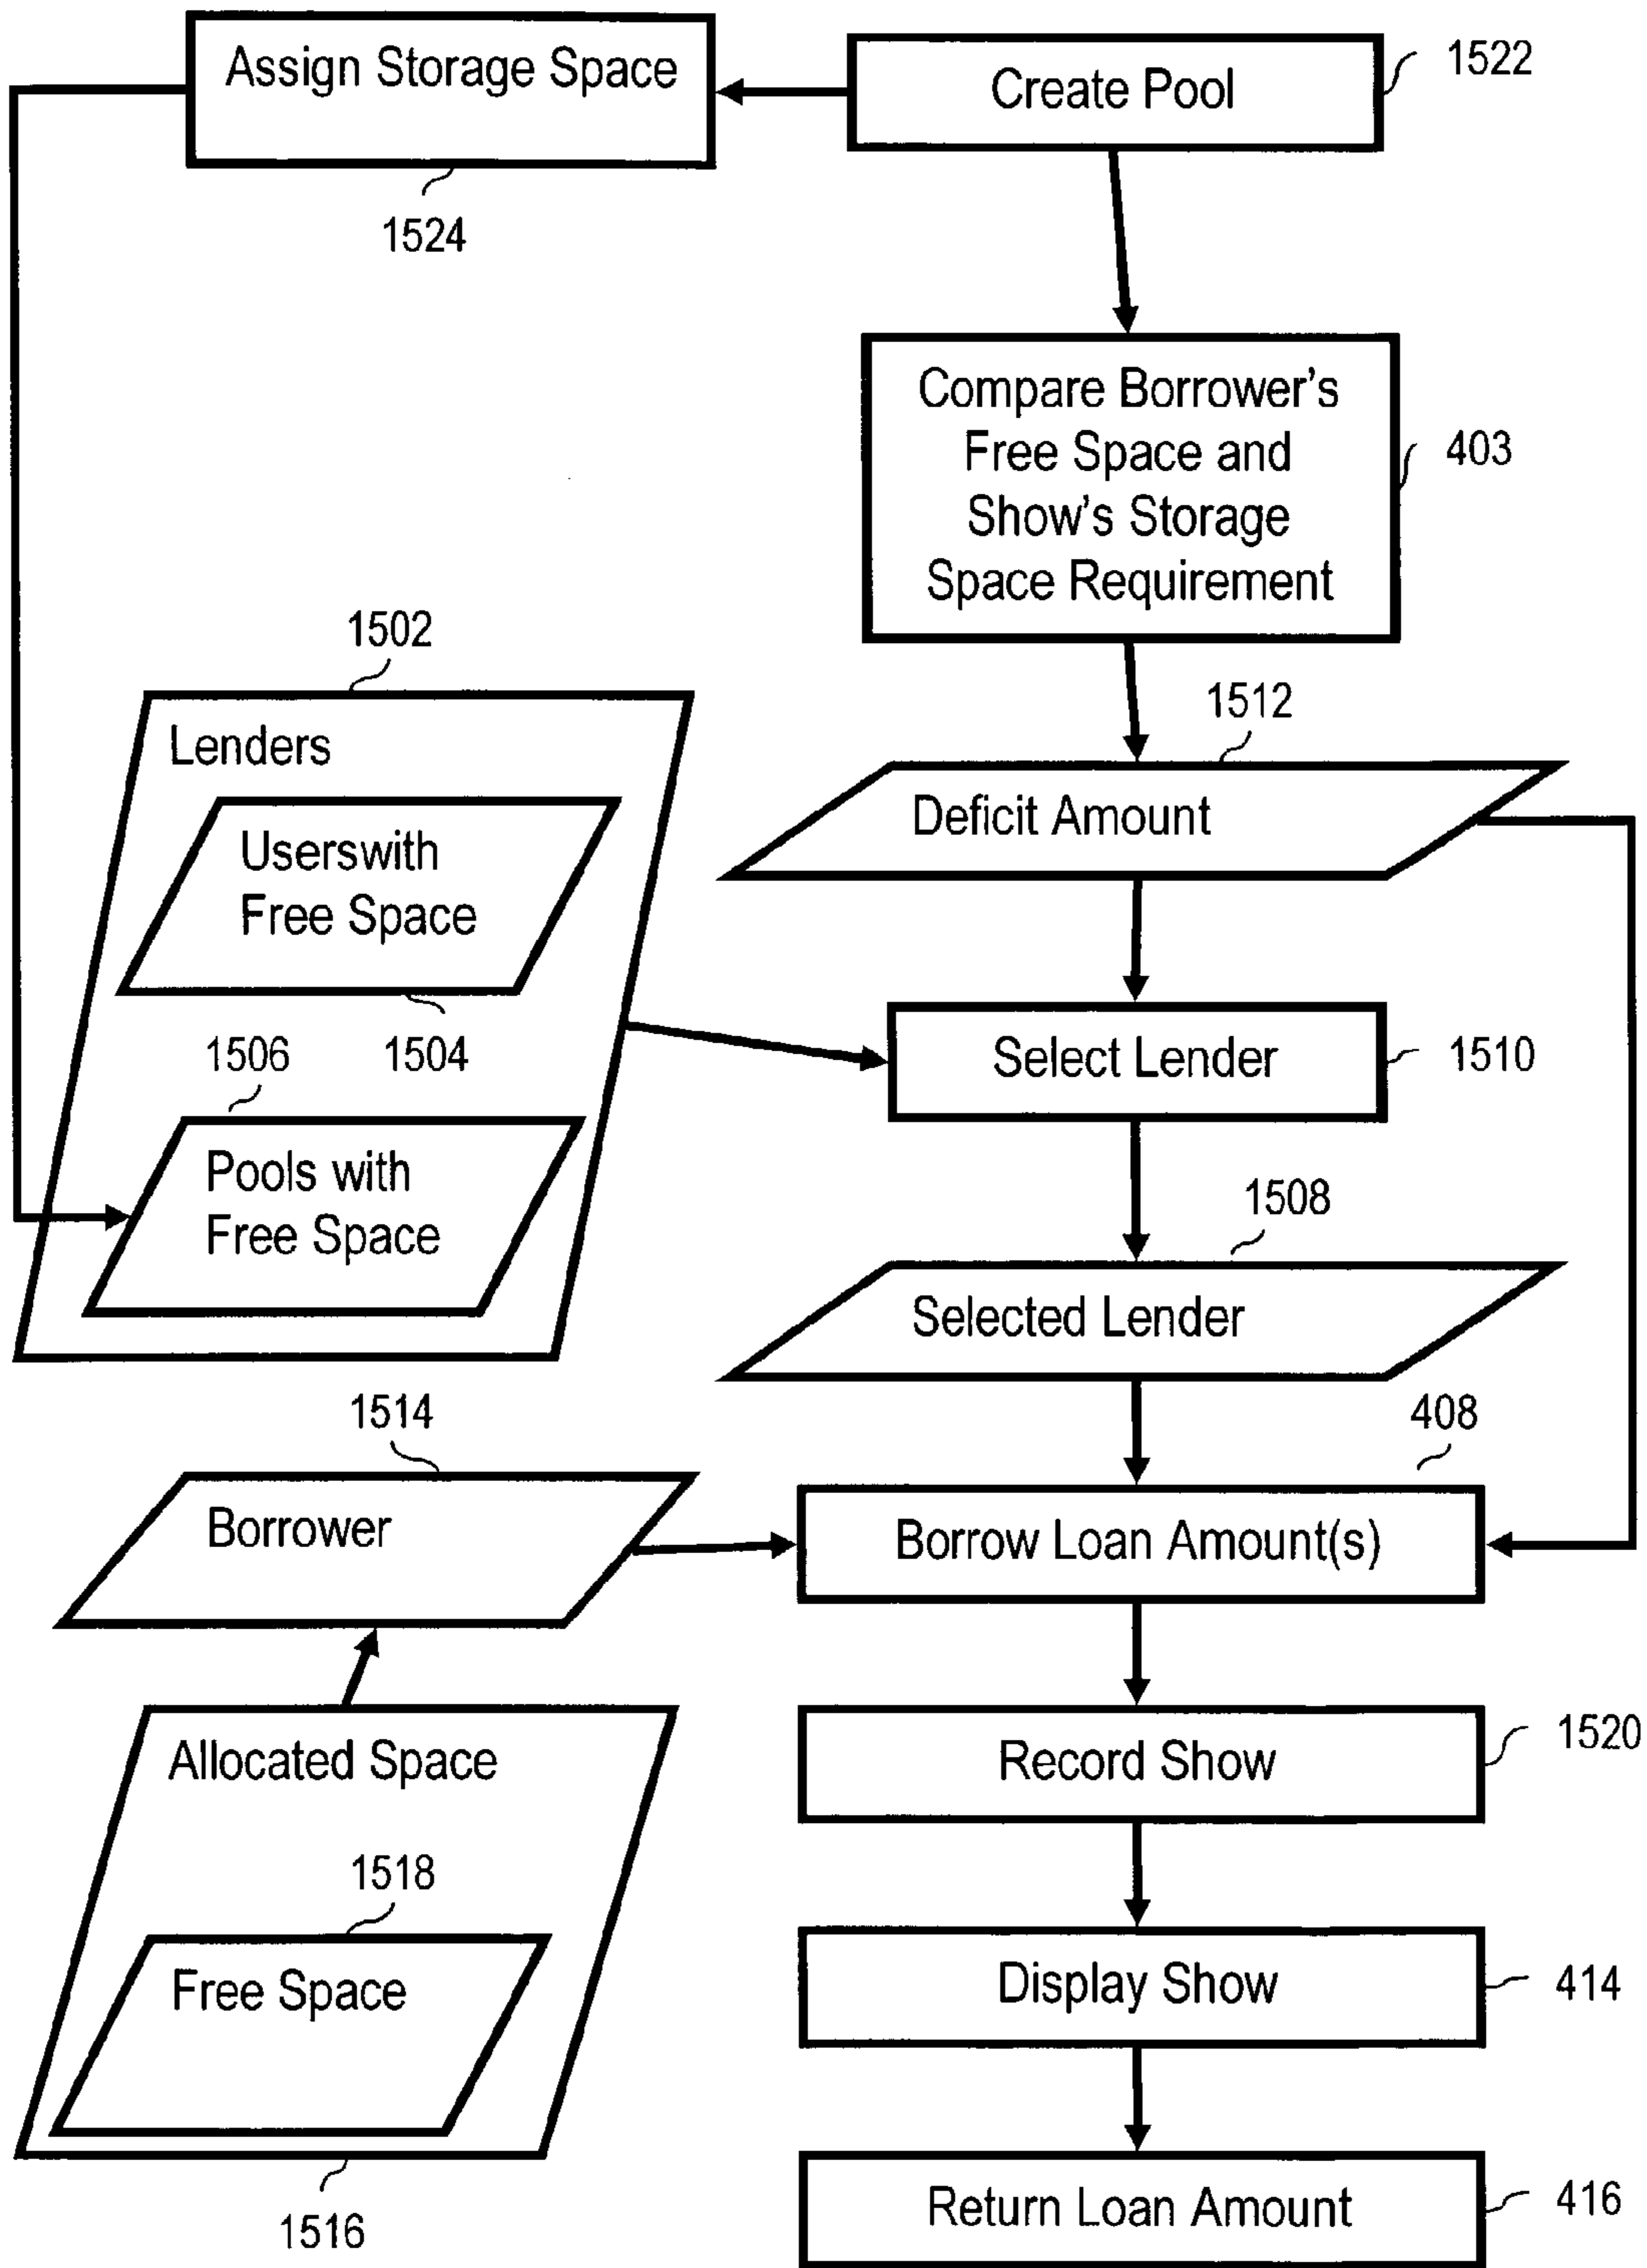 Assign Storage Space
Create Pool
1522
1524
Compare Borrower's
Free Space and
Show's Storage
Space Requirement
403
1502
Lenders
1512
Deficit Amount
Userswith
Free Space
1506
1504
Select Lender
1510
Pools with
Free Space
1508
Selected Lender
1514
408
Borrower
Borrow Loan Amount(s)
Allocated Space
Record Show
1520
1518
Free Space
Display Show
414
1516
Return Loan Amount
416